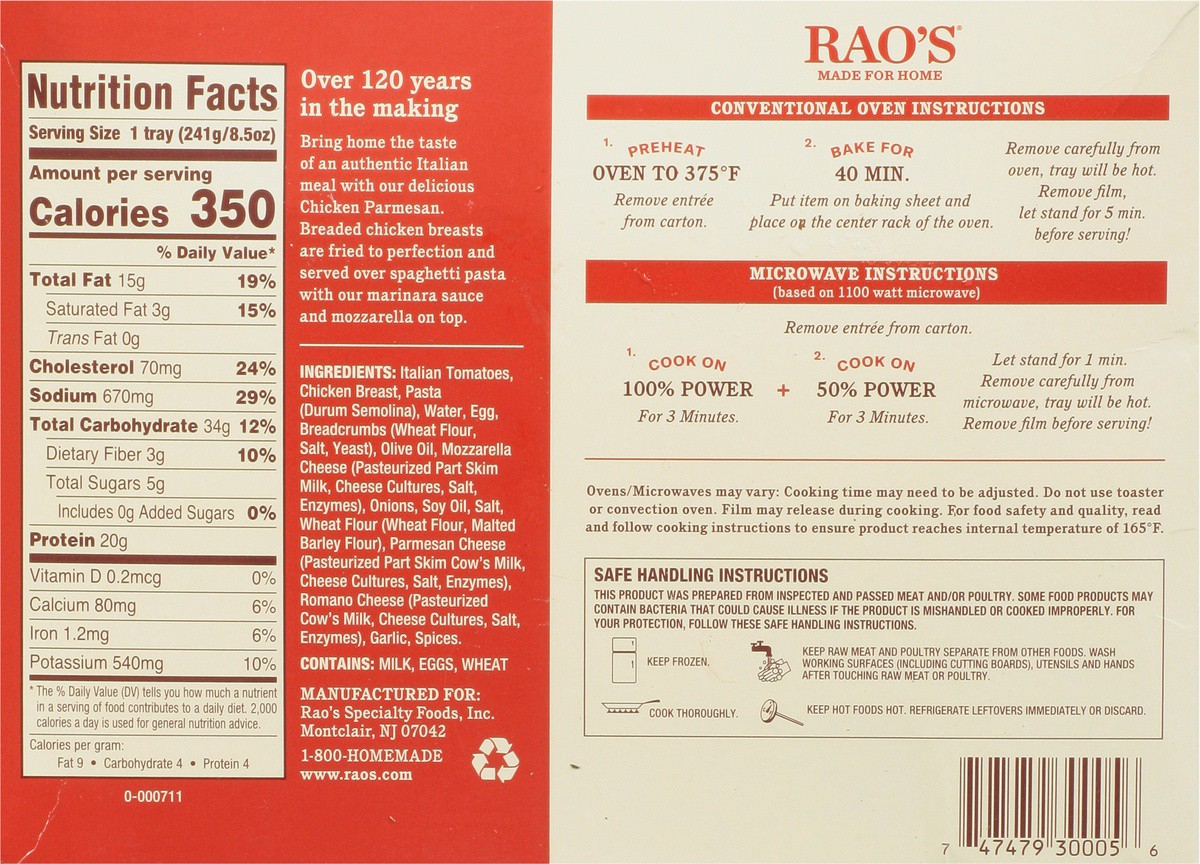 Nutrition Facts
Serving Size 1 tray (241g/8.5oz)
Amount per serving
Calories 350
% Daily Value*
Total Fat 15g 19%
Saturated Fat 3g 15%
Trans Fat 0g
Cholesterol 70mg 24%
Sodium 670mg 29%
Total Carbohydrate 34g 12%
Dietary Fiber 3g 10%
Total Sugars 5g
Includes 0g Added Sugars 0%
Protein 20g
Vitamin D 0.2mcg 0%
Calcium 80mg 6%
Iron 1.2mg 6%
Potassium 540mg 10%
* The % Daily Value (DV) tells you how much a nutrient
in a serving of food contributes to a daily diet. 2,000
calories a day is used for general nutrition advice.
Calories per gram:
Fat 9 • Carbohydrate 4 • Protein 4
0-000711
Over 120 years
in the making
Bring home the taste
of an authentic Italian
meal with our delicious
Chicken Parmesan.
Breaded chicken breasts
are fried to perfection and
served over spaghetti pasta
with our marinara sauce
and mozzarella on top.
INGREDIENTS: Italian Tomatoes,
Chicken Breast, Pasta
(Durum Semolina), Water, Egg,
Breadcrumbs (Wheat Flour,
Salt, Yeast), Olive Oil, Mozzarella
Cheese (Pasteurized Part Skim
Milk, Cheese Cultures, Salt,
Enzymes), Onions, Soy Oil, Salt,
Wheat Flour (Wheat Flour, Malted
Barley Flour), Parmesan Cheese
(Pasteurized Part Skim Cow's Milk,
Cheese Cultures, Salt, Enzymes),
Romano Cheese (Pasteurized
Cow's Milk, Cheese Cultures, Salt,
Enzymes), Garlic, Spices.
CONTAINS: MILK, EGGS, WHEAT
MANUFACTURED FOR:
Rao's Specialty Foods, Inc.
Montclair, NJ 07042
1-800-HOMEMADE
www.raos.com
RAO'S®
MADE FOR HOME
CONVENTIONAL OVEN INSTRUCTIONS
1. PREHEAT
OVEN TO 375°F
Remove entrée
from carton.
2. BAKE FOR
40 MIN.
Put item on baking sheet and
place on the center rack of the oven.
Remove carefully from
oven, tray will be hot.
Remove film,
let stand for 5 min.
before serving!
MICROWAVE INSTRUCTIONS
(based on 1100 watt microwave)
Remove entrée from carton.
1. COOK ON
100% POWER
For 3 Minutes.
+
2. COOK ON
50% POWER
For 3 Minutes.
Let stand for 1 min.
Remove carefully from
microwave, tray will be hot.
Remove film before serving!
Ovens/Microwaves may vary: Cooking time may need to be adjusted. Do not use toaster
or convection oven. Film may release during cooking. For food safety and quality, read
and follow cooking instructions to ensure product reaches internal temperature of 165°F.
SAFE HANDLING INSTRUCTIONS
THIS PRODUCT WAS PREPARED FROM INSPECTED AND PASSED MEAT AND/OR POULTRY. SOME FOOD PRODUCTS MAY
CONTAIN BACTERIA THAT COULD CAUSE ILLNESS IF THE PRODUCT IS MISHANDLED OR COOKED IMPROPERLY. FOR
YOUR PROTECTION, FOLLOW THESE SAFE HANDLING INSTRUCTIONS.
KEEP FROZEN.
KEEP RAW MEAT AND POULTRY SEPARATE FROM OTHER FOODS. WASH
WORKING SURFACES (INCLUDING CUTTING BOARDS), UTENSILS AND HANDS
AFTER TOUCHING RAW MEAT OR POULTRY.
COOK THOROUGHLY.
KEEP HOT FOODS HOT. REFRIGERATE LEFTOVERS IMMEDIATELY OR DISCARD.
7 47479 30005 6